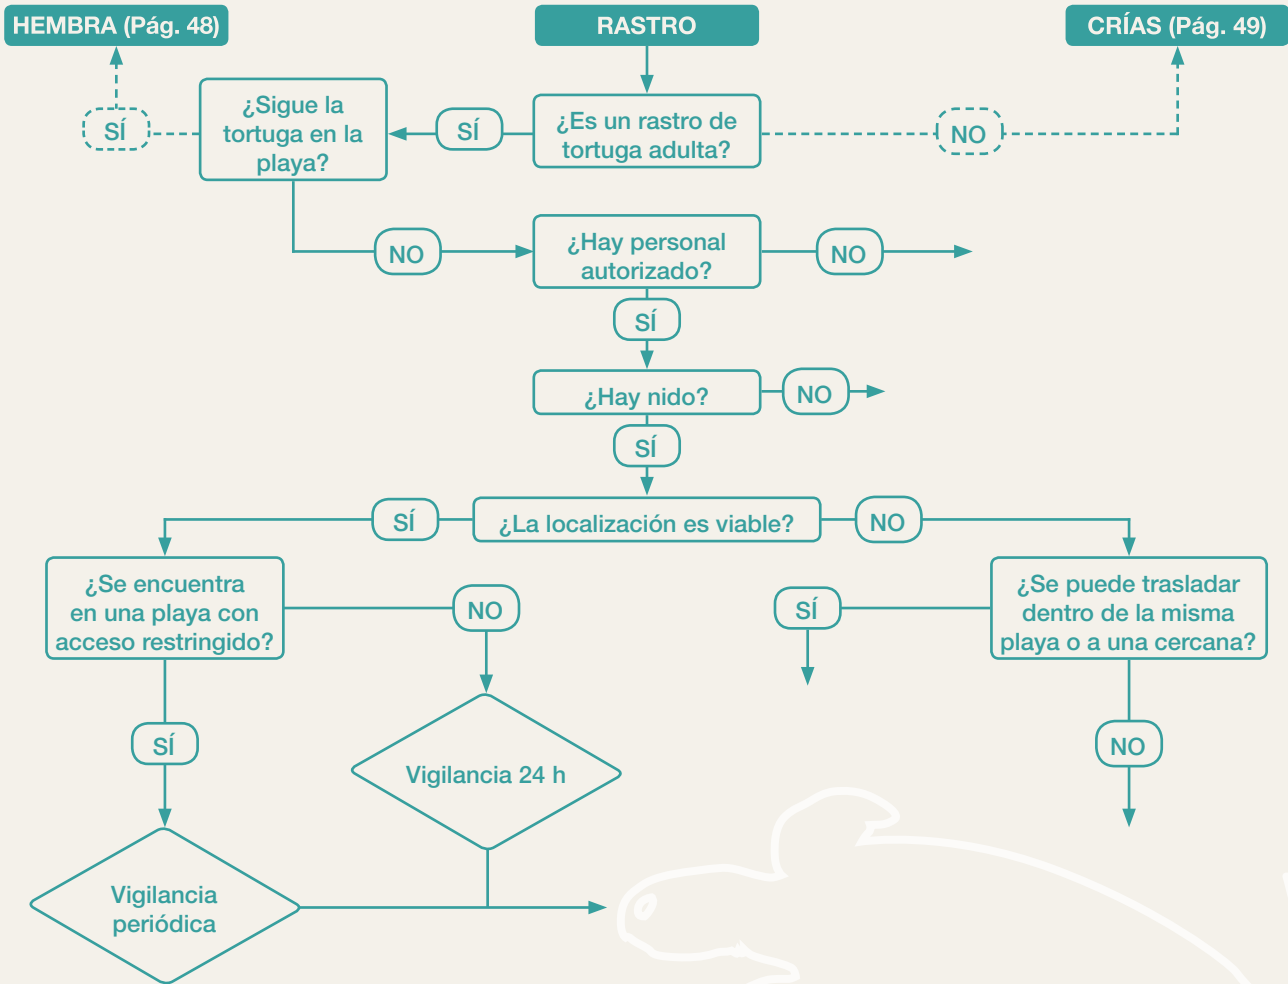 HEMBRA (Pág. 48)
RASTRO
CRÍAS (Pág. 49)
¿Sigue la
tortuga en la
playa?
SÍ
SÍ
¿Es un rastro de
tortuga adulta?
NO
NO
¿Hay personal
autorizado?
NO
SÍ
¿Hay nido?
NO
SÍ
SÍ
¿La localización es viable?
NO
¿Se encuentra
en una playa con
acceso restringido?
NO
SÍ
¿Se puede trasladar
dentro de la misma
playa o a una cercana?
SÍ
NO
Vigilancia 24 h
Vigilancia
periódica